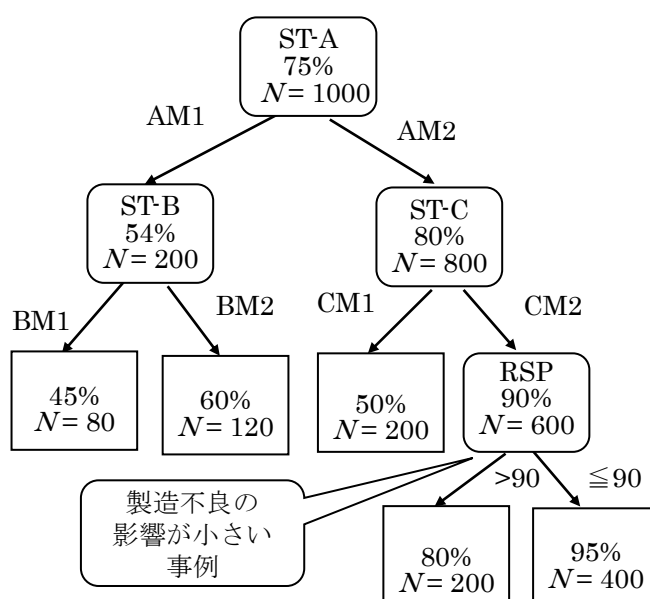 ST-A
75%
N = 1000
AM1
AM2
ST-B
54%
N = 200
ST-C
80%
N = 800
BM1
BM2
CM1
CM2
45%
N = 80
60%
N = 120
50%
N = 200
RSP
90%
N = 600
製造不良の
影響が小さい
事例
>90
≦90
80%
N = 200
95%
N = 400